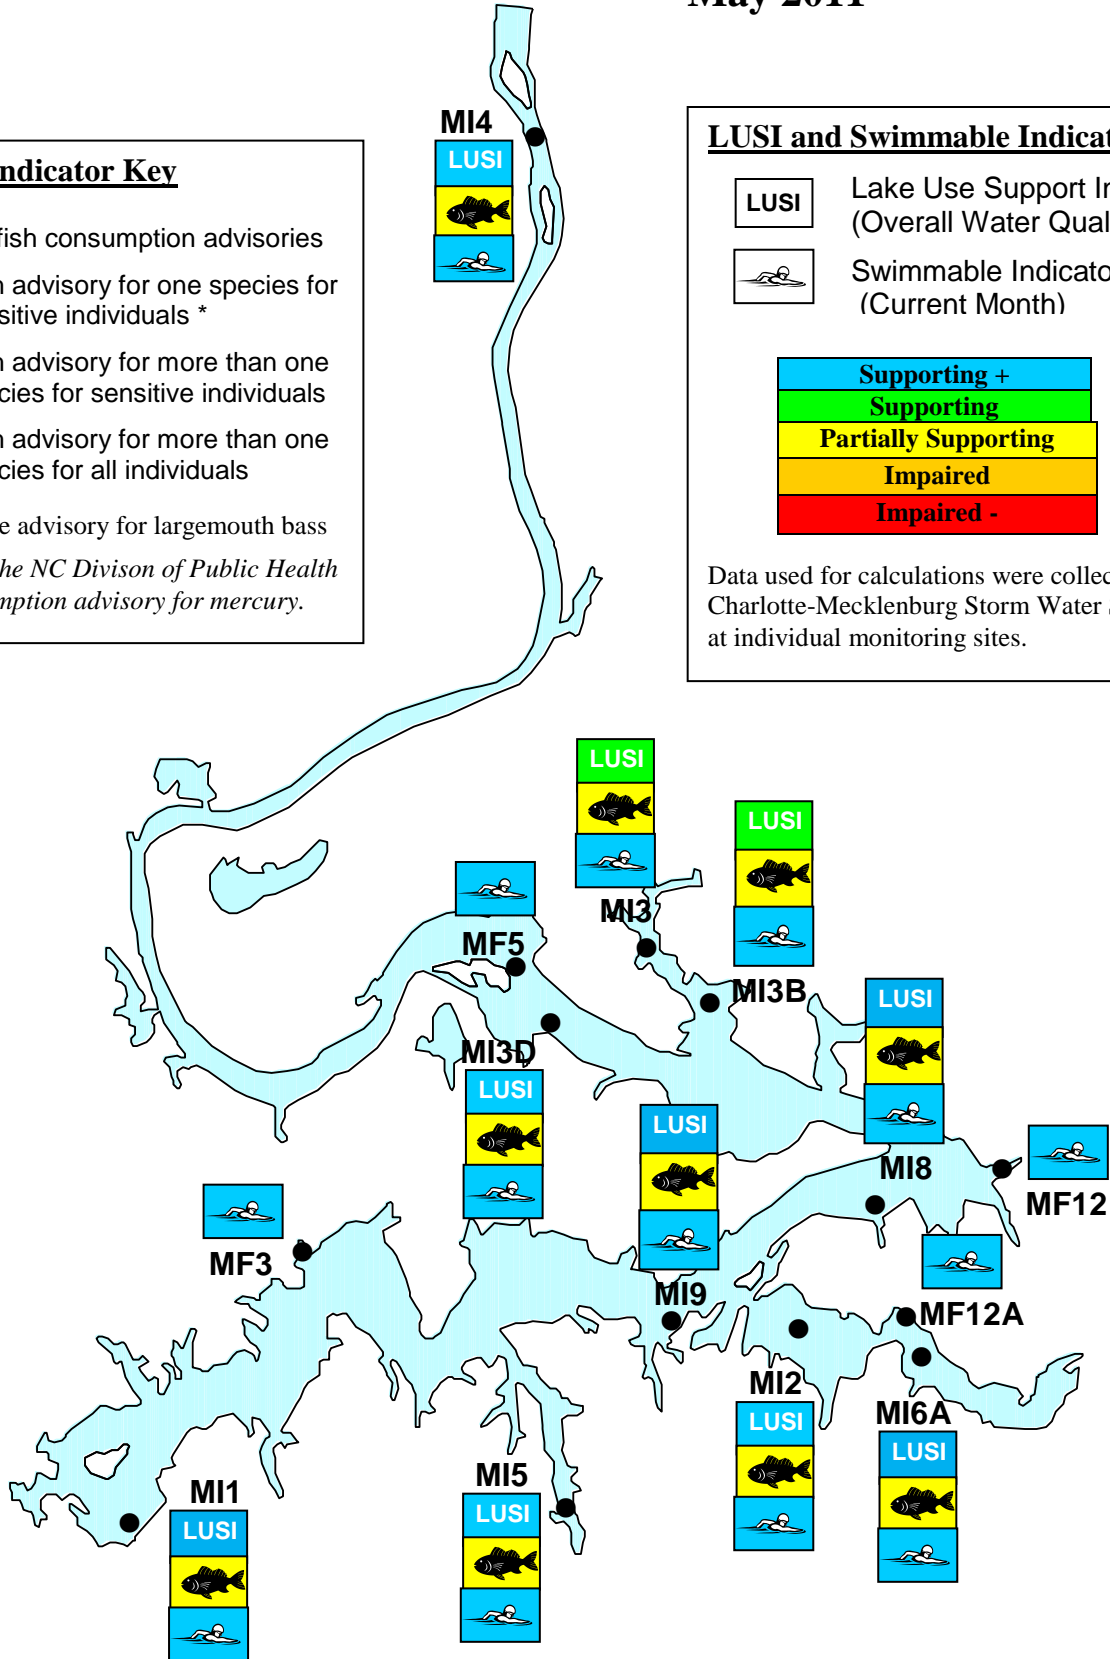 May 2011
MI4
LUSI
ndicator Key
fish consumption advisories
n advisory for one species for
sitive individuals *
n advisory for more than one
cies for sensitive individuals
n advisory for more than one
cies for all individuals
e advisory for largemouth bass
he NC Divison of Public Health
mption advisory for mercury.
LUSI and Swimmable Indicat
LUSI
Lake Use Support In
(Overall Water Qual
Swimmable Indicato
(Current Month)
Supporting +
Supporting
Partially Supporting
Impaired
Impaired -
Data used for calculations were collec
Charlotte-Mecklenburg Storm Water
at individual monitoring sites.
LUSI
MI3
LUSI
MI3B
MF5
LUSI
MI8
MI3D
LUSI
LUSI
MI9
MF12
MF3
MF12A
MI2
LUSI
MI6A
LUSI
MI1
LUSI
MI5
LUSI